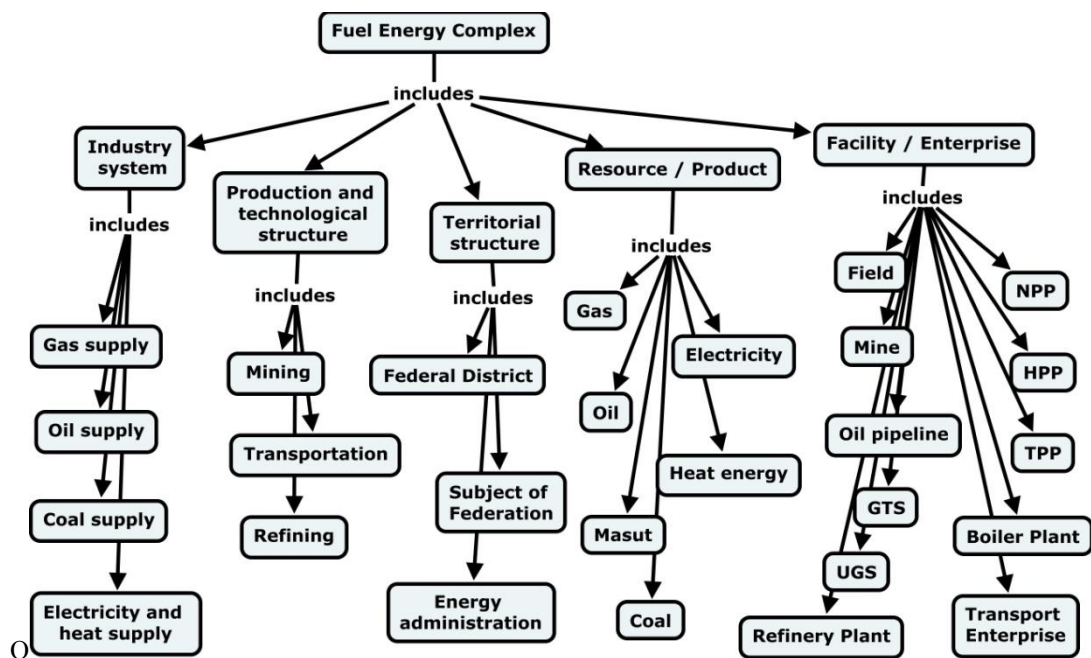 Fuel Energy Complex
includes
Industry
system
includes
Gas supply
Oil supply
Coal supply
Electricity and
heat supply
Production and
technological
structure
includes
Mining
Transportation
Refining
Territorial
structure
includes
Federal District
Subject of
Federation
Energy
administration
Resource / Product
includes
Gas
Oil
Masut
Coal
Electricity
Heat energy
Facility / Enterprise
includes
Field
Mine
Oil pipeline
GTS
UGS
Refinery Plant
NPP
HPP
TPP
Boiler Plant
Transport
Enterprise
O